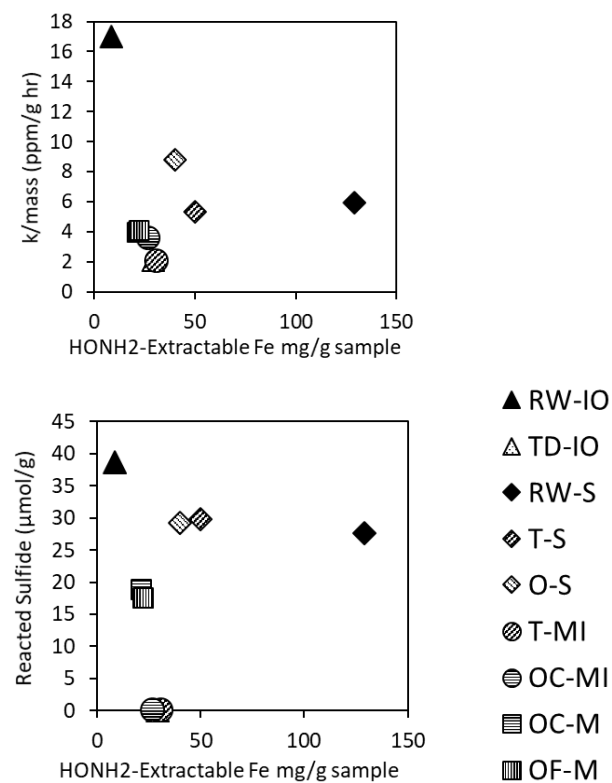 18
16
14
12
10
8
6
4
2
0
k/mass (ppm/g hr)
0 50 100 150
HONH2-Extractable Fe mg/g sample
45
40
35
30
25
20
15
10
5
0
Reacted Sulfide (µmol/g)
0 50 100 150
HONH2-Extractable Fe mg/g sample
RW-IO
TD-IO
RW-S
T-S
O-S
T-MI
OC-MI
OC-M
OF-M